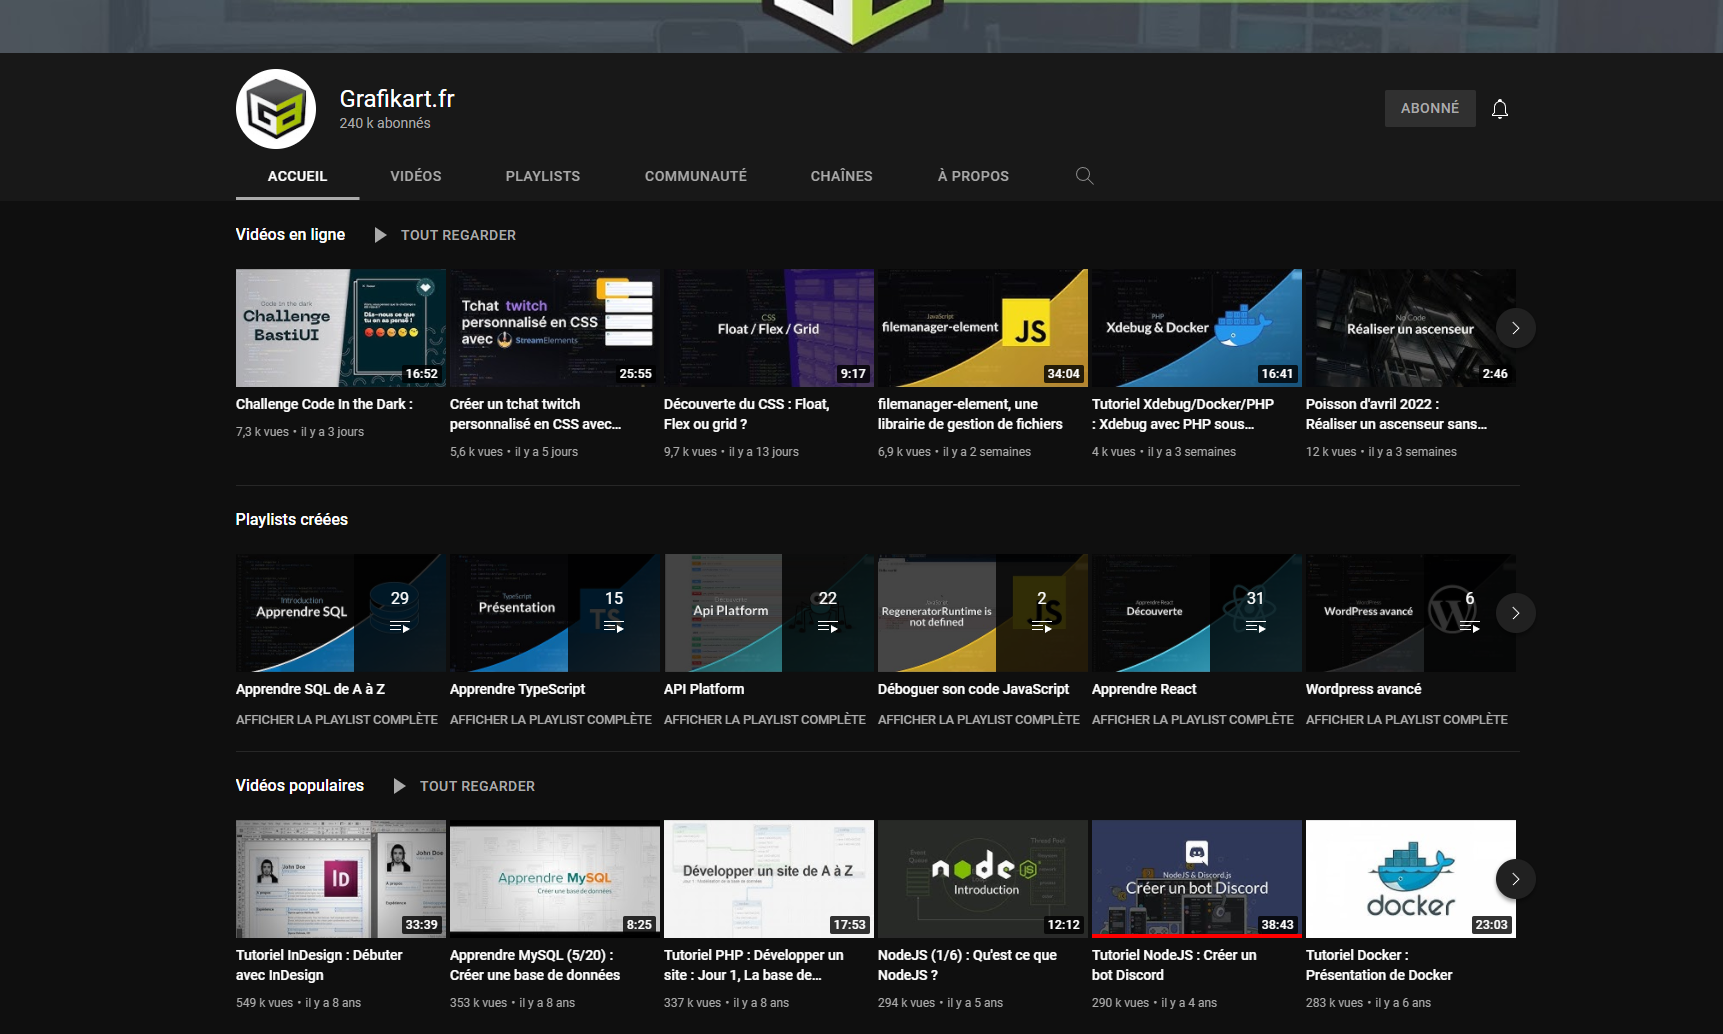 Grafikart.fr
240 k abonnés
ABONNÉ
ACCUEIL
VIDÉOS
PLAYLISTS
COMMUNAUTÉ
CHAÎNES
À PROPOS
Vidéos en ligne
TOUT REGARDER
Code In the dark
Challenge
BastiUI
Dis-nous ce que
tu en as pensé !
16:52
Tchat twitch
personnalisé en CSS
avec StreamElements
25:55
CSS
Float / Flex / Grid
9:17
JavaScript
filemanager-element
JS
34:04
PHP
Xdebug & Docker
16:41
No Code
Réaliser un ascenseur
2:46
Challenge Code In the Dark :
7,3 k vues • il y a 3 jours
Créer un tchat twitch
personnalisé en CSS avec...
5,6 k vues • il y a 5 jours
Découverte du CSS : Float,
Flex ou grid ?
9,7 k vues • il y a 13 jours
filemanager-element, une
librairie de gestion de fichiers
6,9 k vues • il y a 2 semaines
Tutoriel Xdebug/Docker/PHP
: Xdebug avec PHP sous...
4 k vues • il y a 3 semaines
Poisson d'avril 2022 :
Réaliser un ascenseur sans...
12 k vues • il y a 3 semaines
Playlists créées
Introduction
Apprendre SQL
29
TypeScript
Présentation
TS
15
Découverte
Api Platform
22
JavaScript
RegeneratorRuntime is
not defined
JS
2
Apprendre React
Découverte
31
WordPress
WordPress avancé
6
Apprendre SQL de A à Z
AFFICHER LA PLAYLIST COMPLÈTE
Apprendre TypeScript
AFFICHER LA PLAYLIST COMPLÈTE
API Platform
AFFICHER LA PLAYLIST COMPLÈTE
Déboguer son code JavaScript
AFFICHER LA PLAYLIST COMPLÈTE
Apprendre React
AFFICHER LA PLAYLIST COMPLÈTE
Wordpress avancé
AFFICHER LA PLAYLIST COMPLÈTE
Vidéos populaires
TOUT REGARDER
John Doe
John Doe
Id
33:39
Apprendre MySQL
Créer une base de données
8:25
Développer un site de A à Z
17:53
Event
Queue
Thread Pool
node
JS
Introduction
12:12
NodeJS & Discord.js
Créer un bot Discord
38:43
docker
23:03
Tutoriel InDesign : Débuter
avec InDesign
549 k vues • il y a 8 ans
Apprendre MySQL (5/20) :
Créer une base de données
353 k vues • il y a 8 ans
Tutoriel PHP : Développer un
site : Jour 1, La base de...
337 k vues • il y a 8 ans
NodeJS (1/6) : Qu'est ce que
NodeJS ?
294 k vues • il y a 5 ans
Tutoriel NodeJS : Créer un
bot Discord
290 k vues • il y a 4 ans
Tutoriel Docker :
Présentation de Docker
283 k vues • il y a 6 ans